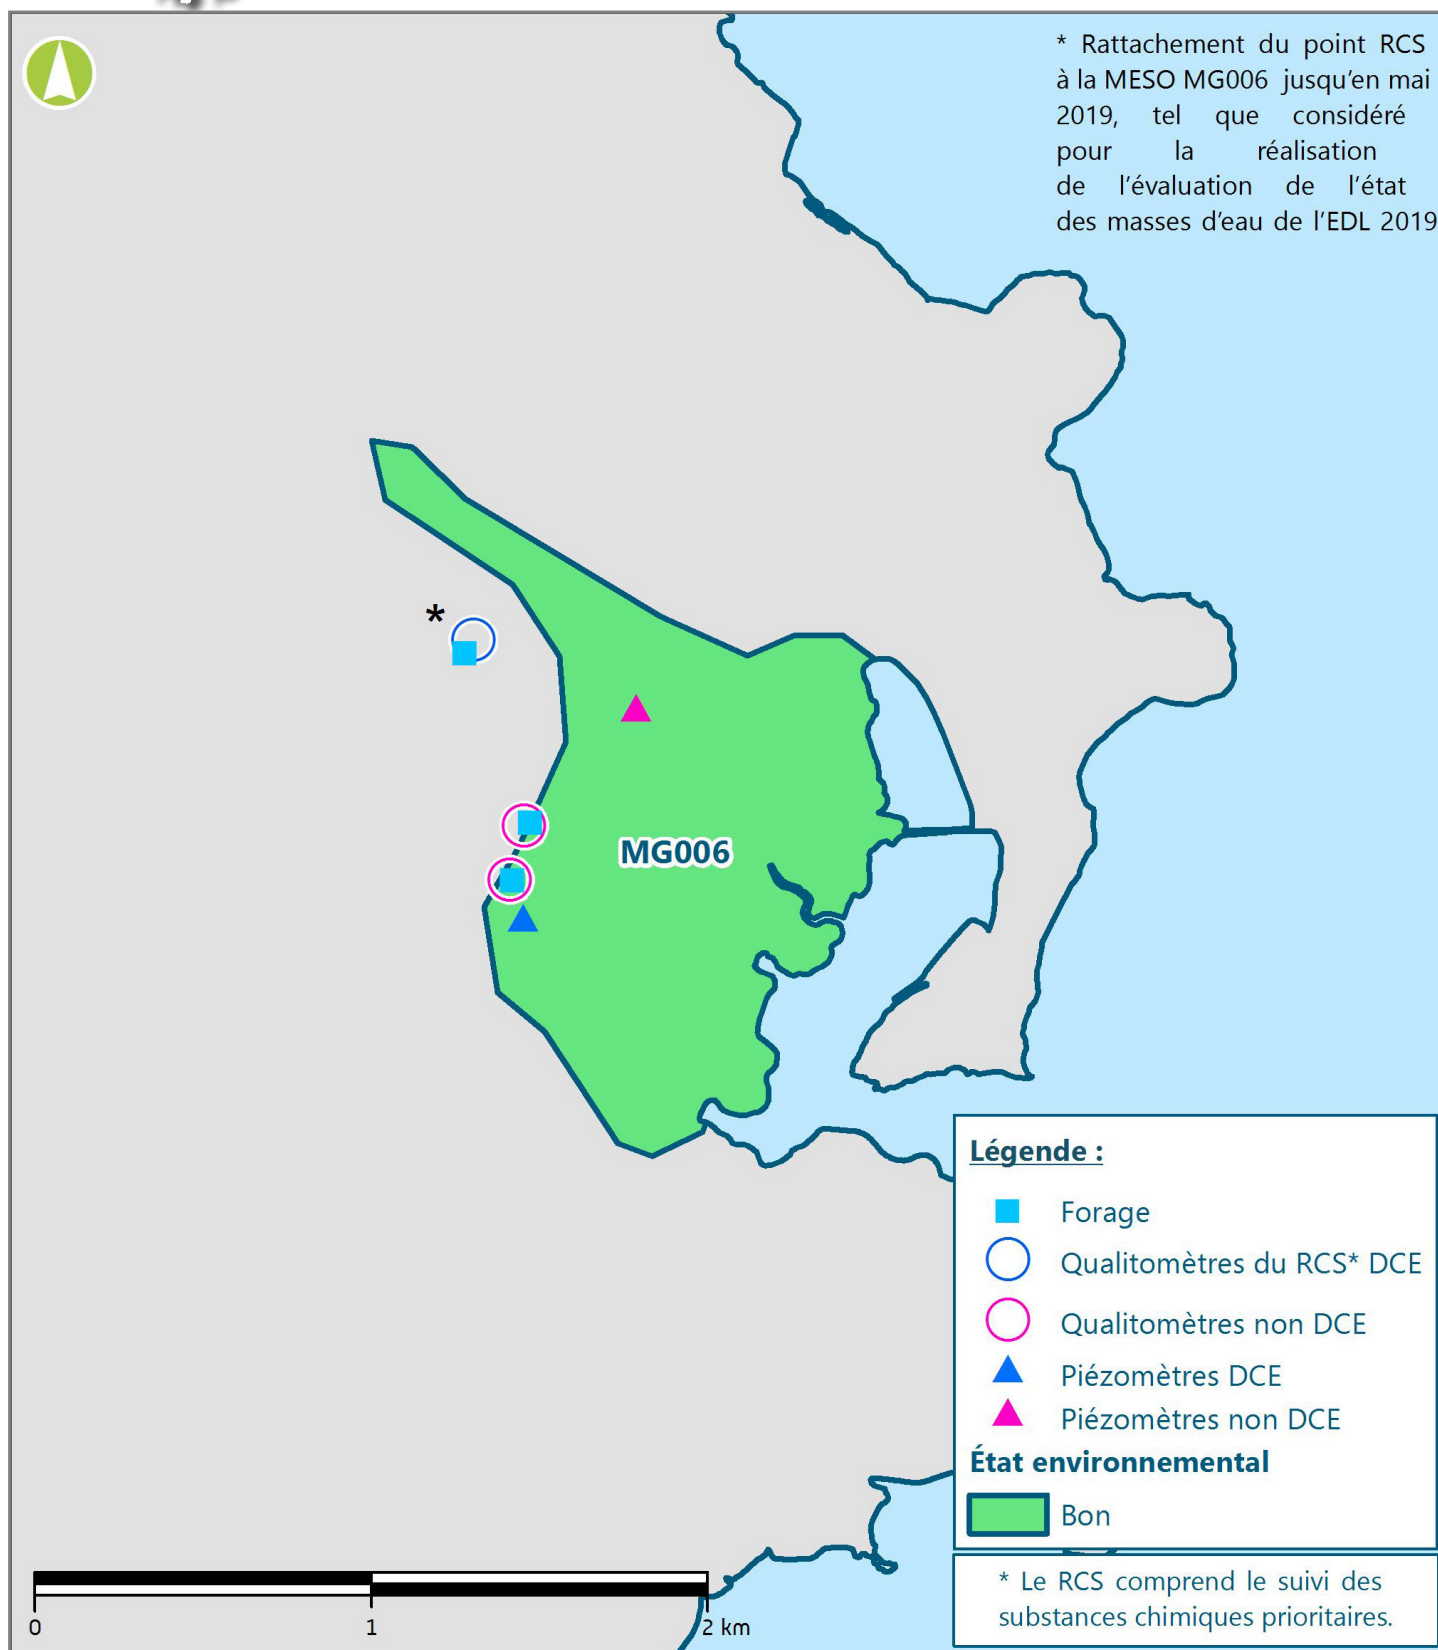 * Rattachement du point RCS
à la MESO MG006 jusqu'en mai
2019, tel que considéré
pour la réalisation
de l'évaluation de l'état
des masses d'eau de l'EDL 2019
*
MG006
Légende :
Forage
Qualitomètres du RCS* DCE
Qualitomètres non DCE
Piézomètres DCE
Piézomètres non DCE
État environnemental
Bon
* Le RCS comprend le suivi des
substances chimiques prioritaires.
0 1 2 km